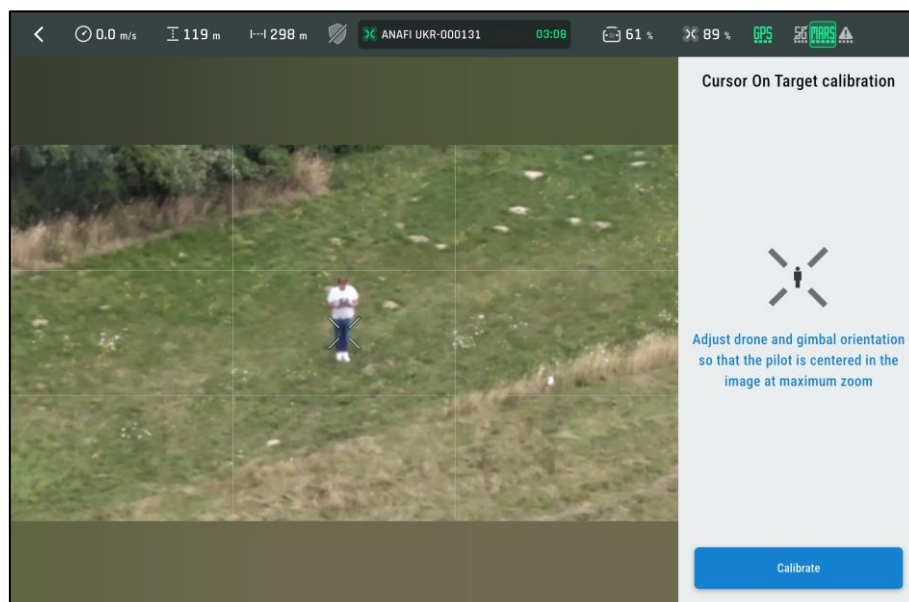 0.0 m/s 119 m 298 m ANAFI UKR-000131 03:08 61 % 89 % GPS 5G MARS
Cursor On Target calibration
Adjust drone and gimbal orientation
so that the pilot is centered in the
image at maximum zoom
Calibrate